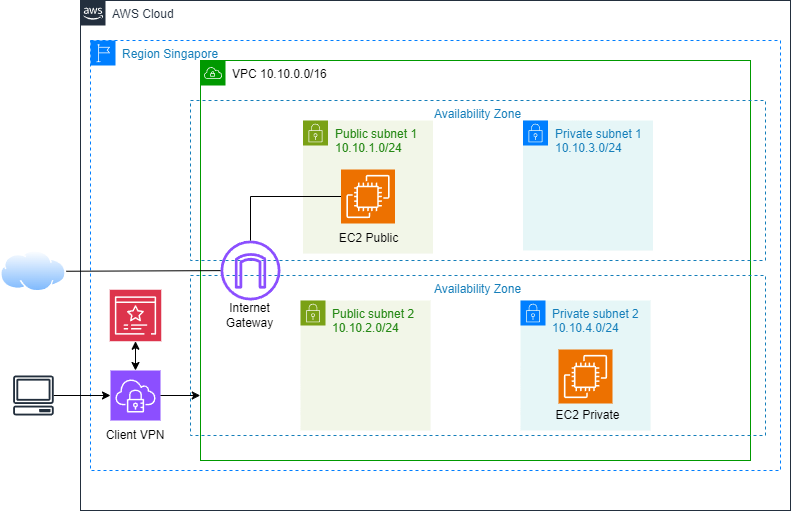 aws
AWS Cloud
Region Singapore
VPC 10.10.0.0/16
Availability Zone
Public subnet 1
10.10.1.0/24
Private subnet 1
10.10.3.0/24
EC2 Public
Internet
Gateway
Availability Zone
Public subnet 2
10.10.2.0/24
Private subnet 2
10.10.4.0/24
EC2 Private
Client VPN